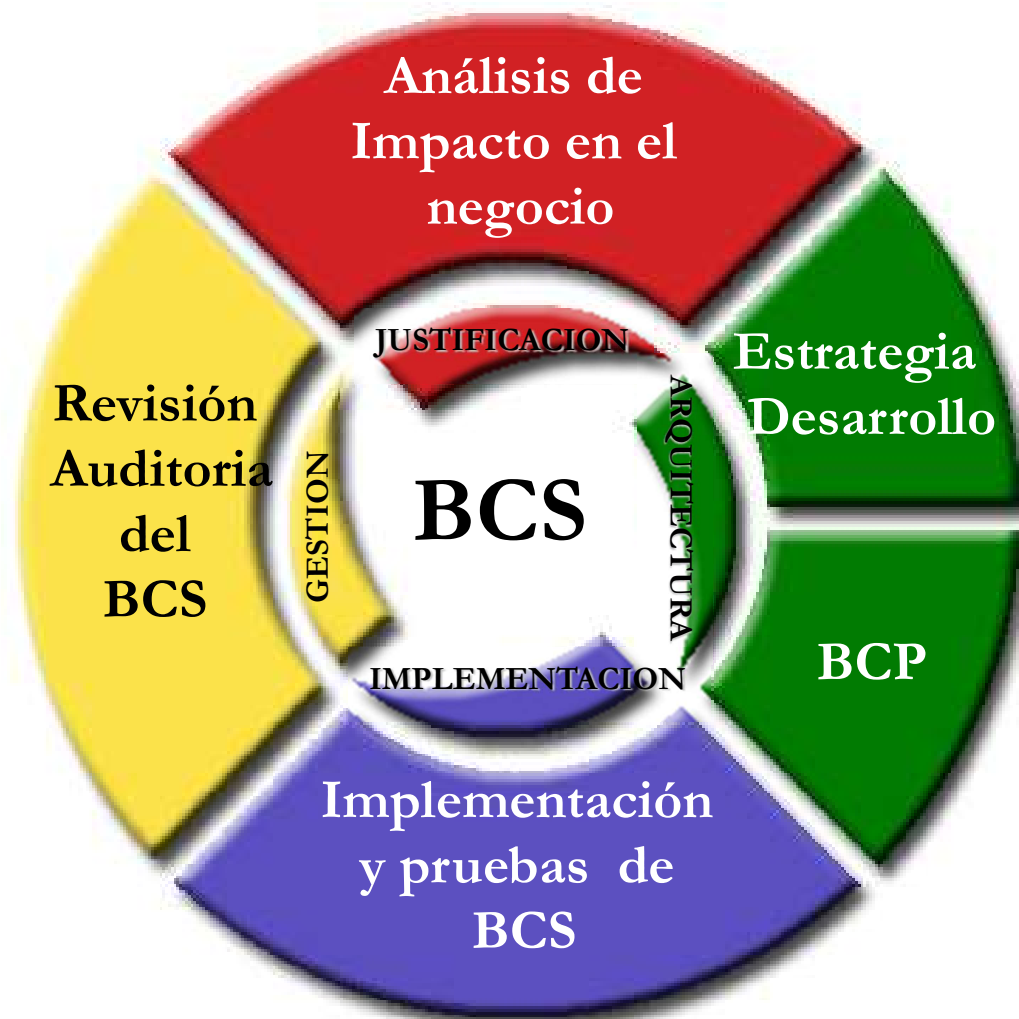 Análisis de
Impacto en el
negocio
JUSTIFICACION
Estrategia
Desarrollo
ARQUITECTURA
BCP
Revisión
Auditoria
del
BCS
GESTION
BCS
IMPLEMENTACION
Implementación
y pruebas de
BCS